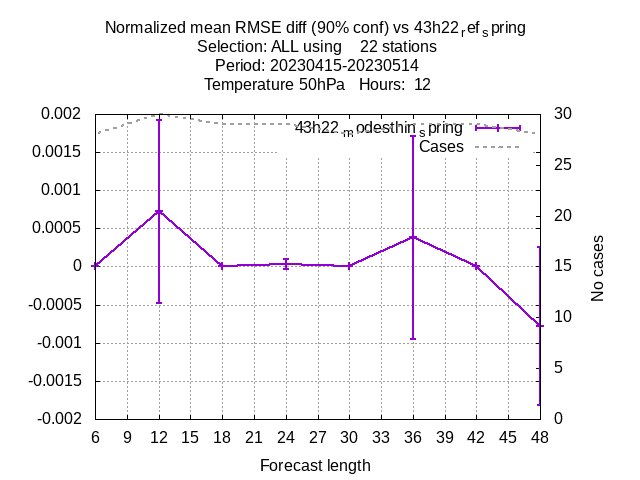 Normalized mean RMSE diff (90% conf) vs 43h22refspring
Selection: ALL using 22 stations
Period: 20230415-20230514
Temperature 50hPa Hours: 12
43h22modesthinspring
Cases
0.002
0.0015
0.001
0.0005
0
-0.0005
-0.001
-0.0015
-0.002
30
25
20
15
10
5
0
No cases
6 9 12 15 18 21 24 27 30 33 36 39 42 45 48
Forecast length